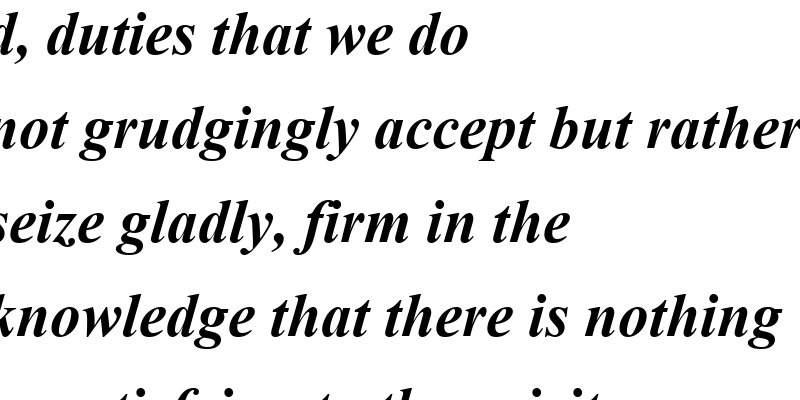 d, duties that we do
not grudgingly accept but rather
seize gladly, firm in the
knowledge that there is nothing